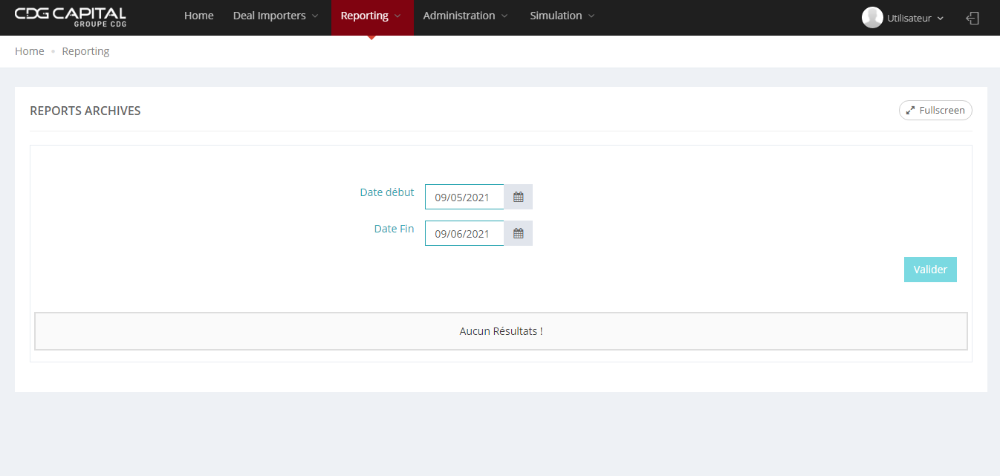 CDG CAPITAL
GROUPE CDG
Home Deal Importers Reporting Administration Simulation Utilisateur
Home Reporting
REPORTS ARCHIVES
Fullscreen
Date début 09/05/2021
Date Fin 09/06/2021
Valider
Aucun Résultats !